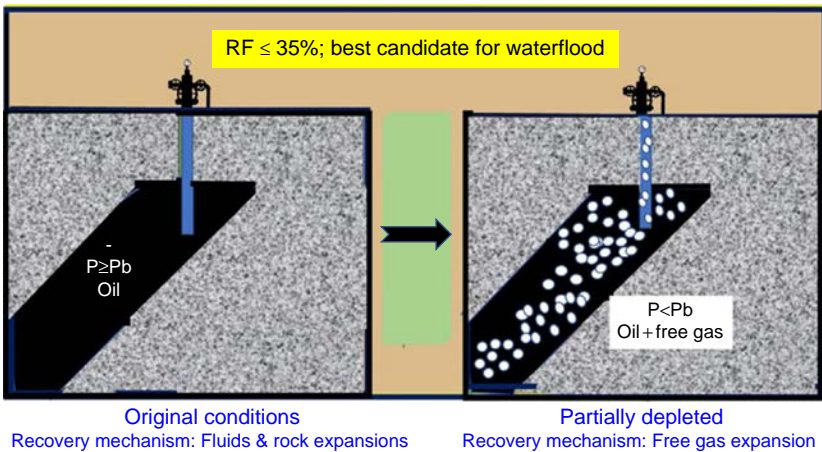 RF ≤ 35%; best candidate for waterflood
-
P≥Pb
Oil
P<Pb
Oil+free gas
Original conditions
Recovery mechanism: Fluids & rock expansions
Partially depleted
Recovery mechanism: Free gas expansion